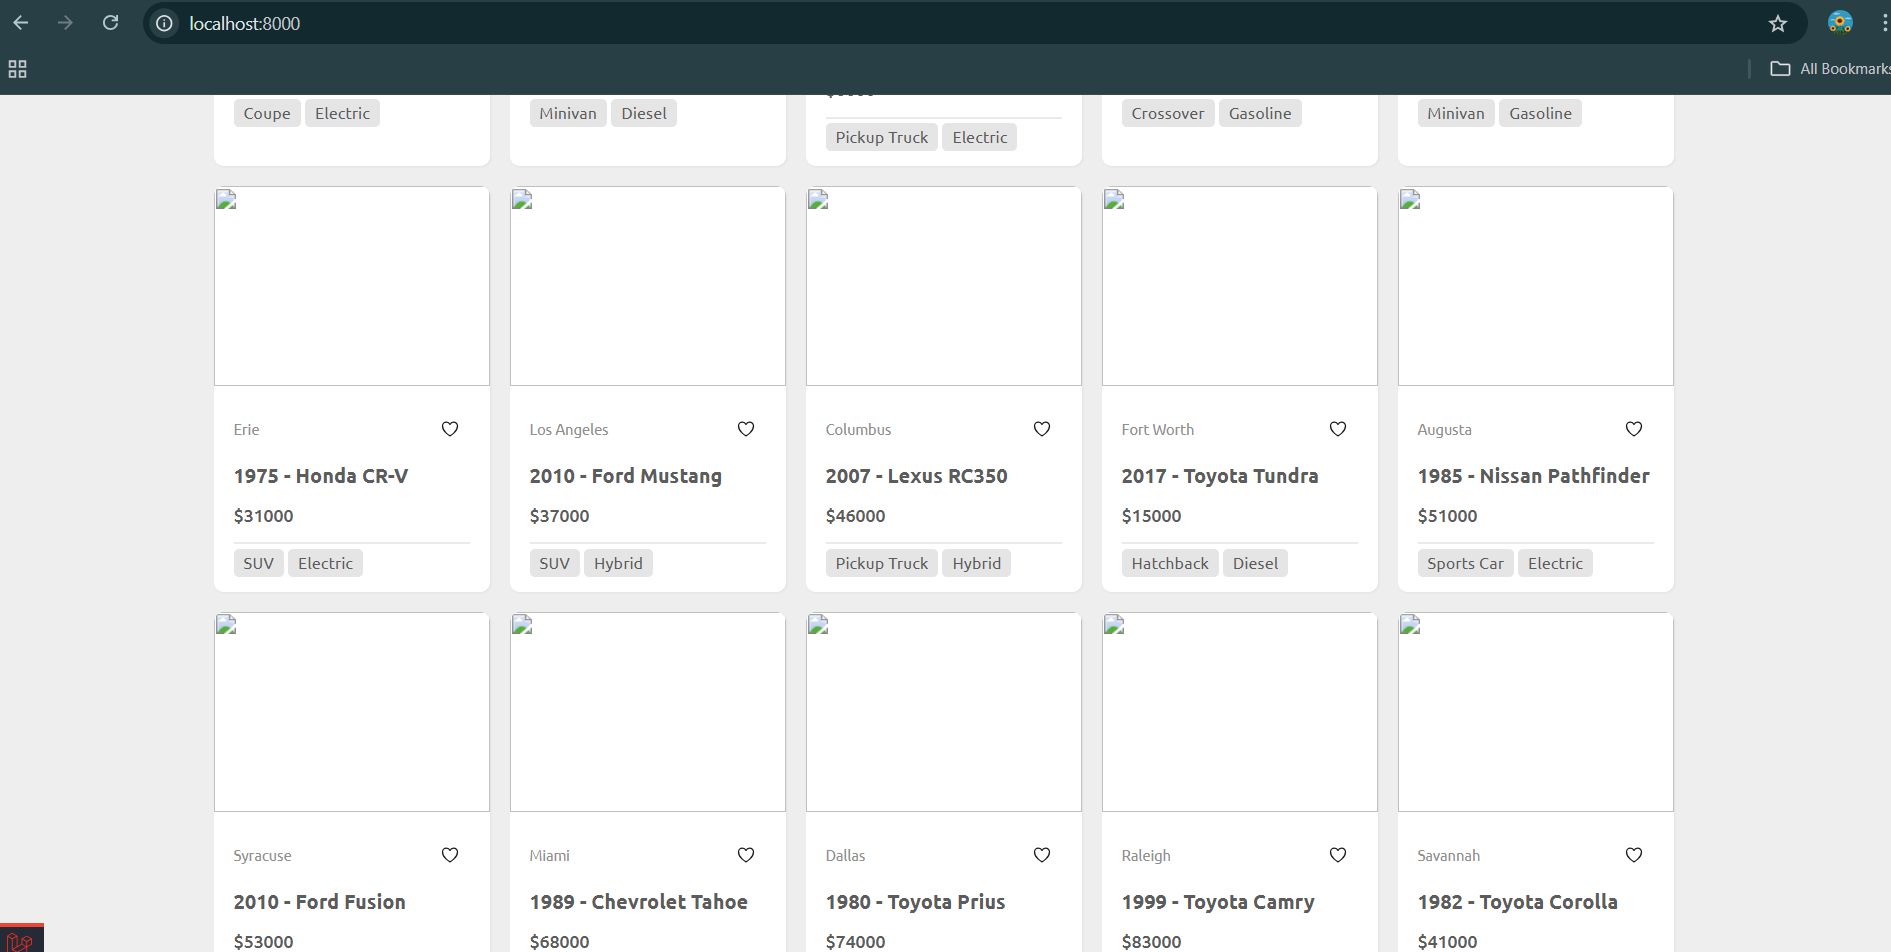 localhost:8000
All Bookmarks
Coupe Electric
Minivan Diesel
Pickup Truck Electric
Crossover Gasoline
Minivan Gasoline
Erie
1975 - Honda CR-V
$31000
SUV Electric
Los Angeles
2010 - Ford Mustang
$37000
SUV Hybrid
Columbus
2007 - Lexus RC350
$46000
Pickup Truck Hybrid
Fort Worth
2017 - Toyota Tundra
$15000
Hatchback Diesel
Augusta
1985 - Nissan Pathfinder
$51000
Sports Car Electric
Syracuse
2010 - Ford Fusion
$53000
Miami
1989 - Chevrolet Tahoe
$68000
Dallas
1980 - Toyota Prius
$74000
Raleigh
1999 - Toyota Camry
$83000
Savannah
1982 - Toyota Corolla
$41000